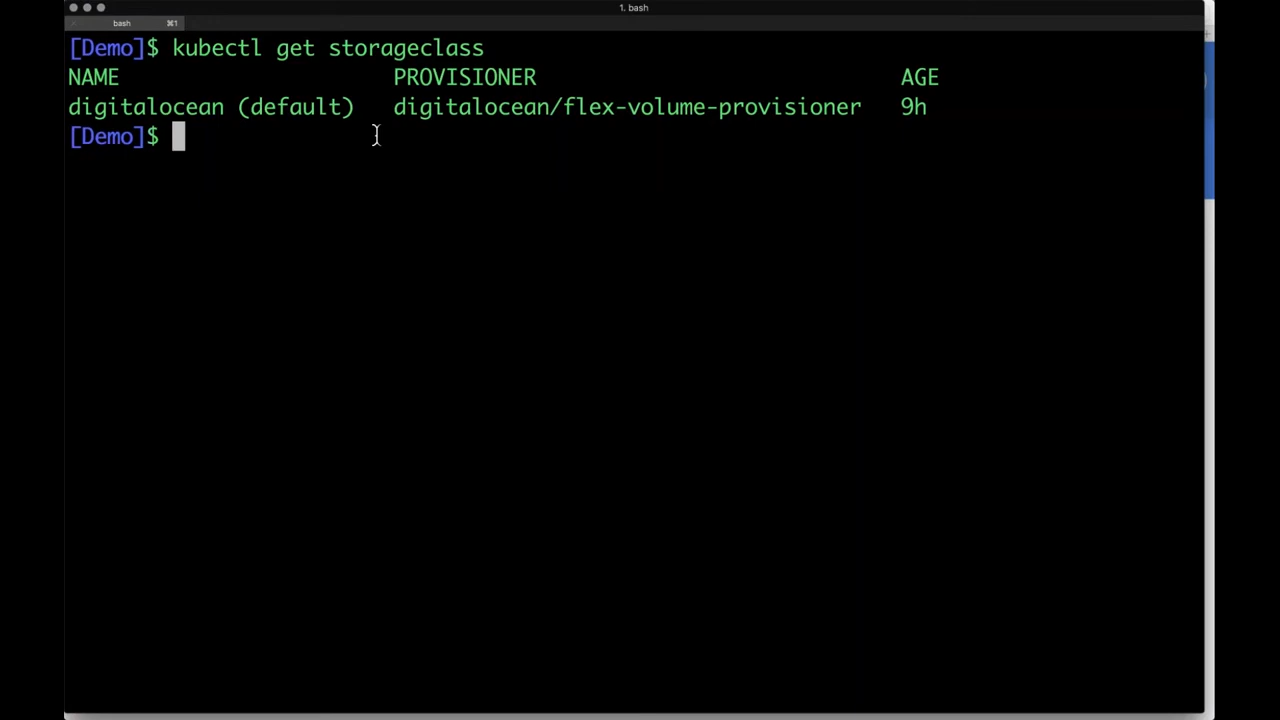 1. bash
bash ⌘1
[Demo]$ kubectl get storageclass
NAME PROVISIONER AGE
digitalocean (default) digitalocean/flex-volume-provisioner 9h
[Demo]$